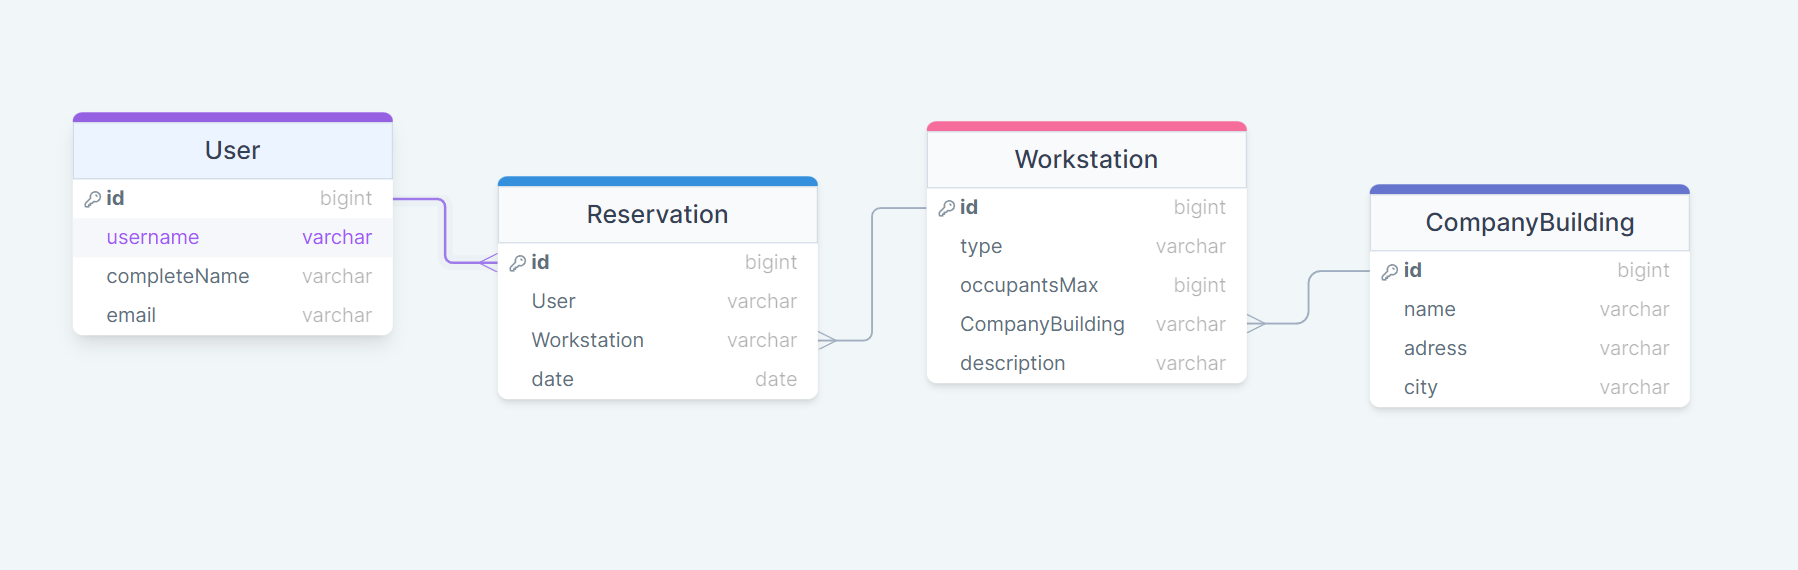 User
id bigint
username varchar
completeName varchar
email varchar
Reservation
id bigint
User varchar
Workstation varchar
date date
Workstation
id bigint
type varchar
occupantsMax bigint
CompanyBuilding varchar
description varchar
CompanyBuilding
id bigint
name varchar
adress varchar
city varchar